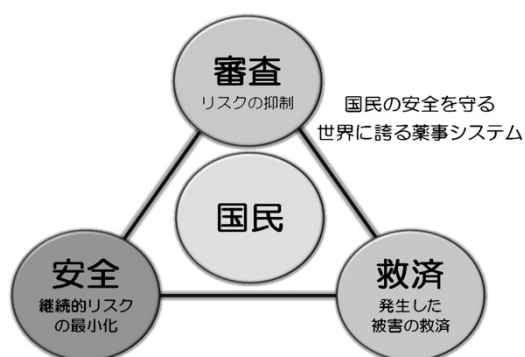 審査
リスクの抑制
国民の安全を守る
世界に誇る薬事システム
国民
安全
継続的リスク
の最小化
救済
発生した
被害の救済